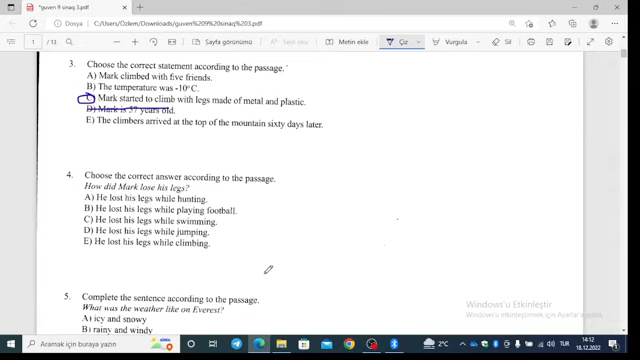 guven 9 sinaq 3.pdf
Dosya
C:/Users/Ozlem/Downloads/guven%209%20sinaq%203.pdf
1 / 13
Sayfa görünümü
Metin ekle
Çiz
Vurgula
Sil
3. Choose the correct statement according to the passage.
A) Mark climbed with five friends.
B) The temperature was -10°C.
C) Mark started to climb with legs made of metal and plastic.
D) Mark is 57 years old.
E) The climbers arrived at the top of the mountain sixty days later.
4. Choose the correct answer according to the passage.
How did Mark lose his legs?
A) He lost his legs while hunting.
B) He lost his legs while playing football.
C) He lost his legs while swimming.
D) He lost his legs while jumping.
E) He lost his legs while climbing.
5. Complete the sentence according to the passage.
What was the weather like on Everest?
A) icy and snowy
B) rainy and windy
Windows'u Etkinleştir
Windows'u etkinleştirmek için Ayarlar'a gidin.
Aramak için buraya yazın
2°C
TUR
14:12
18.12.2022